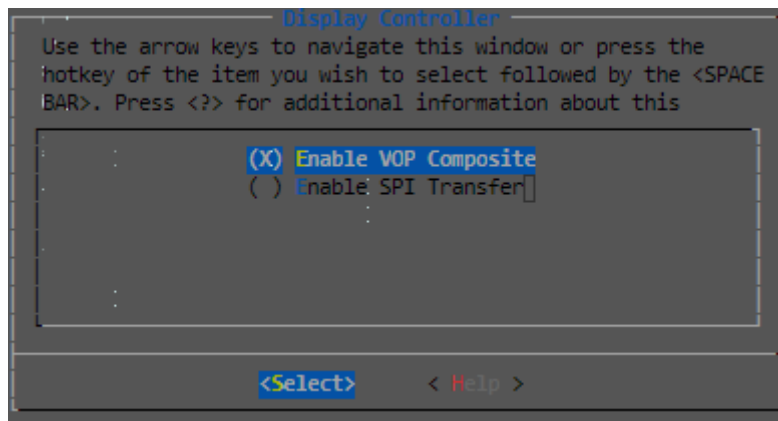 Display Controller
Use the arrow keys to navigate this window or press the
hotkey of the item you wish to select followed by the <SPACE
BAR>. Press <?> for additional information about this
(X) Enable VOP Composite
( ) Enable SPI Transfer
<Select> < Help >